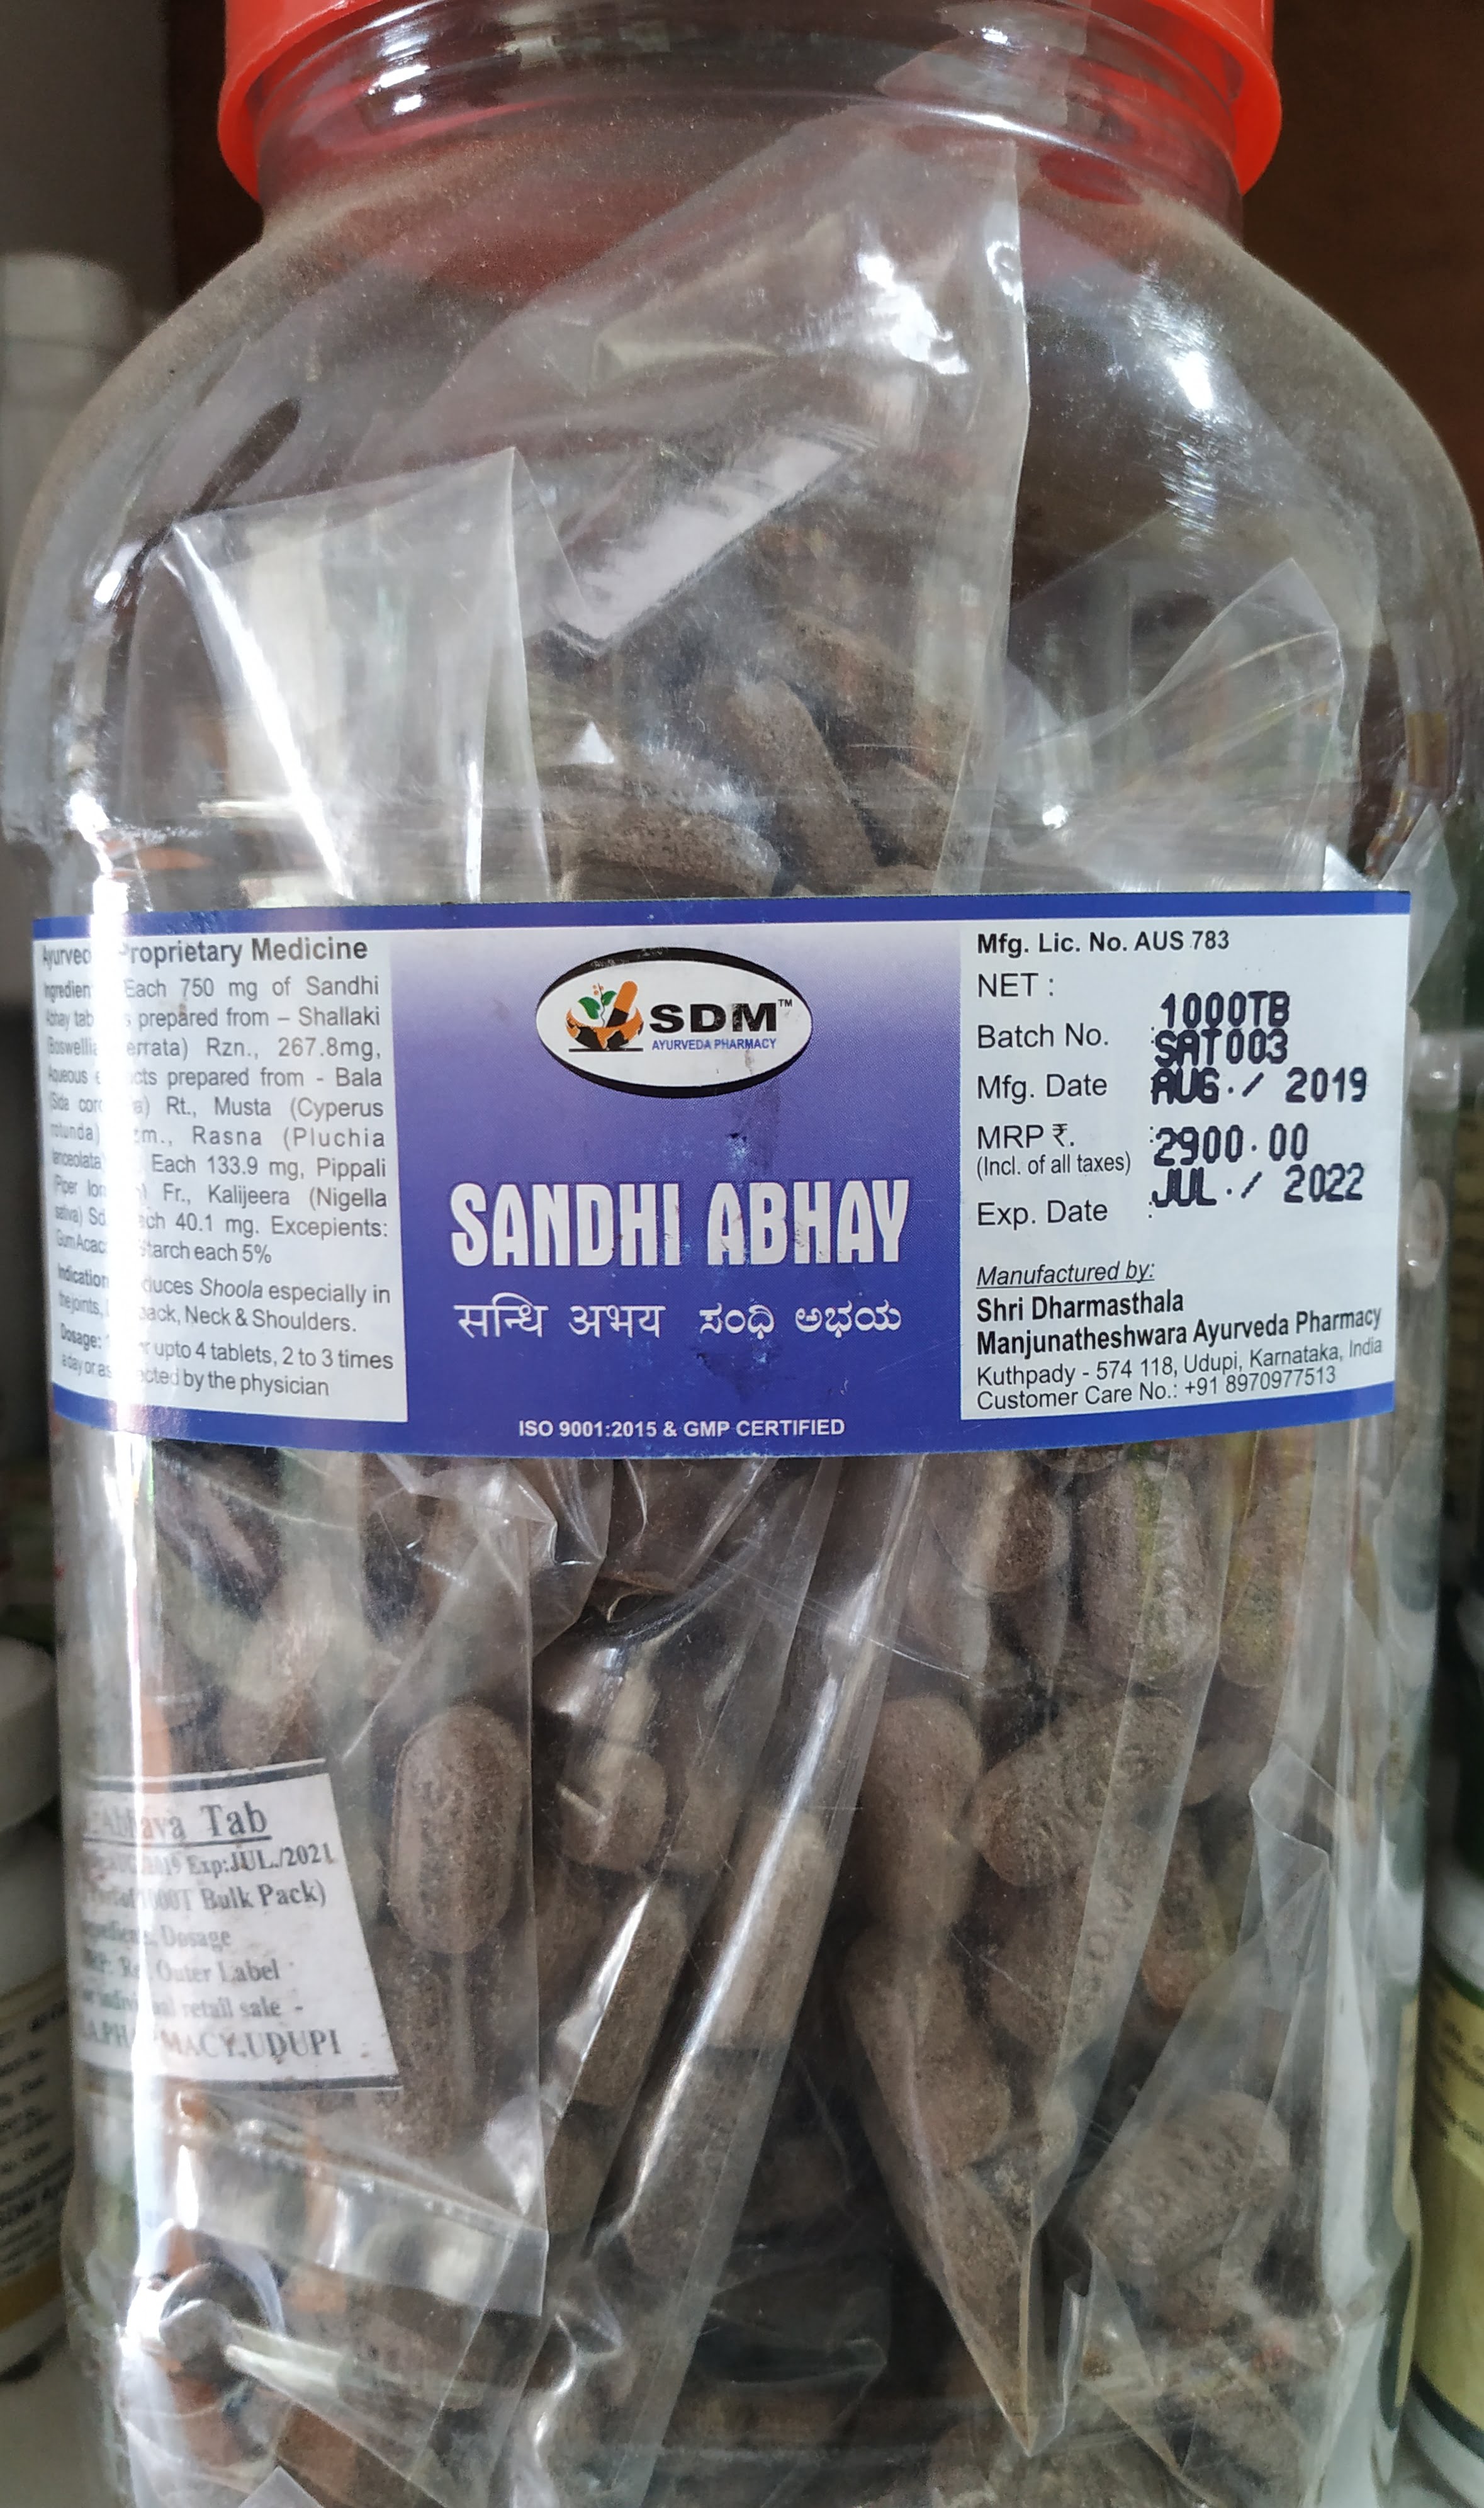 Proprietary Medicine
Each 750 mg of Sandhi
prepared from – Shallaki
Rzn., 267.8mg,
prepared from - Bala
Rt., Musta (Cyperus
Rasna (Pluchia
Each 133.9 mg, Pippali
Fr., Kalijeera (Nigella
40.1 mg. Excepients:
each 5%
Shoola especially in
Neck & Shoulders.
Dosage: upto 4 tablets, 2 to 3 times
by the physician
SDM™
AYURVEDA PHARMACY
SANDHI ABHAY
सन्धि अभय ಸಂಧಿ ಅಭಯ
ISO 9001:2015 & GMP CERTIFIED
Mfg. Lic. No. AUS 783
NET : 1000TB
Batch No. : SAT003
Mfg. Date AUG./ 2019
MRP ₹. : 2900.00
(Incl. of all taxes)
Exp. Date : JUL./ 2022
Manufactured by:
Shri Dharmasthala
Manjunatheshwara Ayurveda Pharmacy
Kuthpady - 574 118, Udupi, Karnataka, India
Customer Care No.: +91 8970977513
Tab
Exp:JUL./2021
Bulk Pack)
Dosage
Outer Label
retail sale -
UDUPI